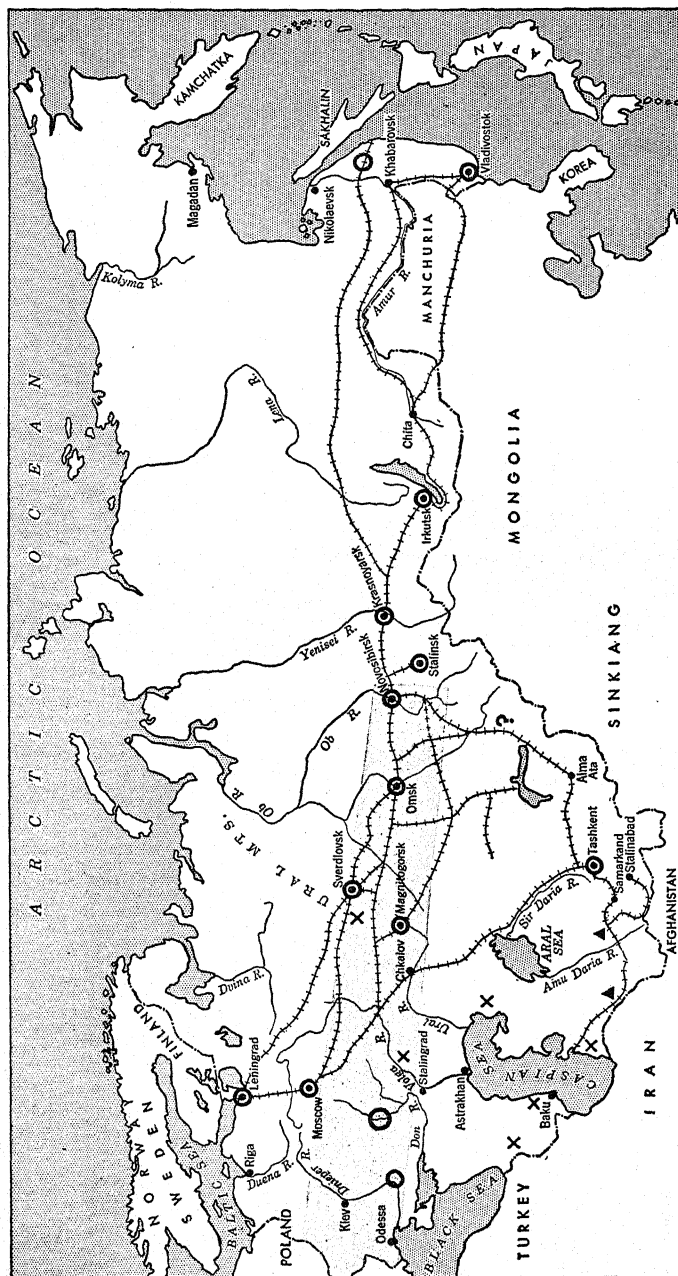 ARCTIC OCEAN
NORWAY
SWEDEN
FINLAND
BALTIC SEA
Leningrad
Riga
Duena R.
Dvina R.
POLAND
Moscow
Kiev
Dnieper R.
Odessa
Don R.
Volga R.
Stalingrad
BLACK SEA
TURKEY
Astrakhan
CASPIAN SEA
Baku
IRAN
URAL MTS.
Sverdlovsk
Magnitogorsk
Chkalov
Ural R.
ARAL SEA
Sir Daria R.
Amu Daria R.
Tashkent
Samarkand
Stalinabad
AFGHANISTAN
Alma
Ata
?
SINKIANG
Ob R.
Ob R.
Omsk
Novosibirsk
Stalinsk
Yenisei R.
Krasnoyarsk
Irkutsk
MONGOLIA
Lena R.
Chita
Amur R.
MANCHURIA
Kolyma R.
Magadan
KAMCHATKA
Nikolaevsk
SAKHALIN
Khabarovsk
Vladivostok
KOREA
JAPAN